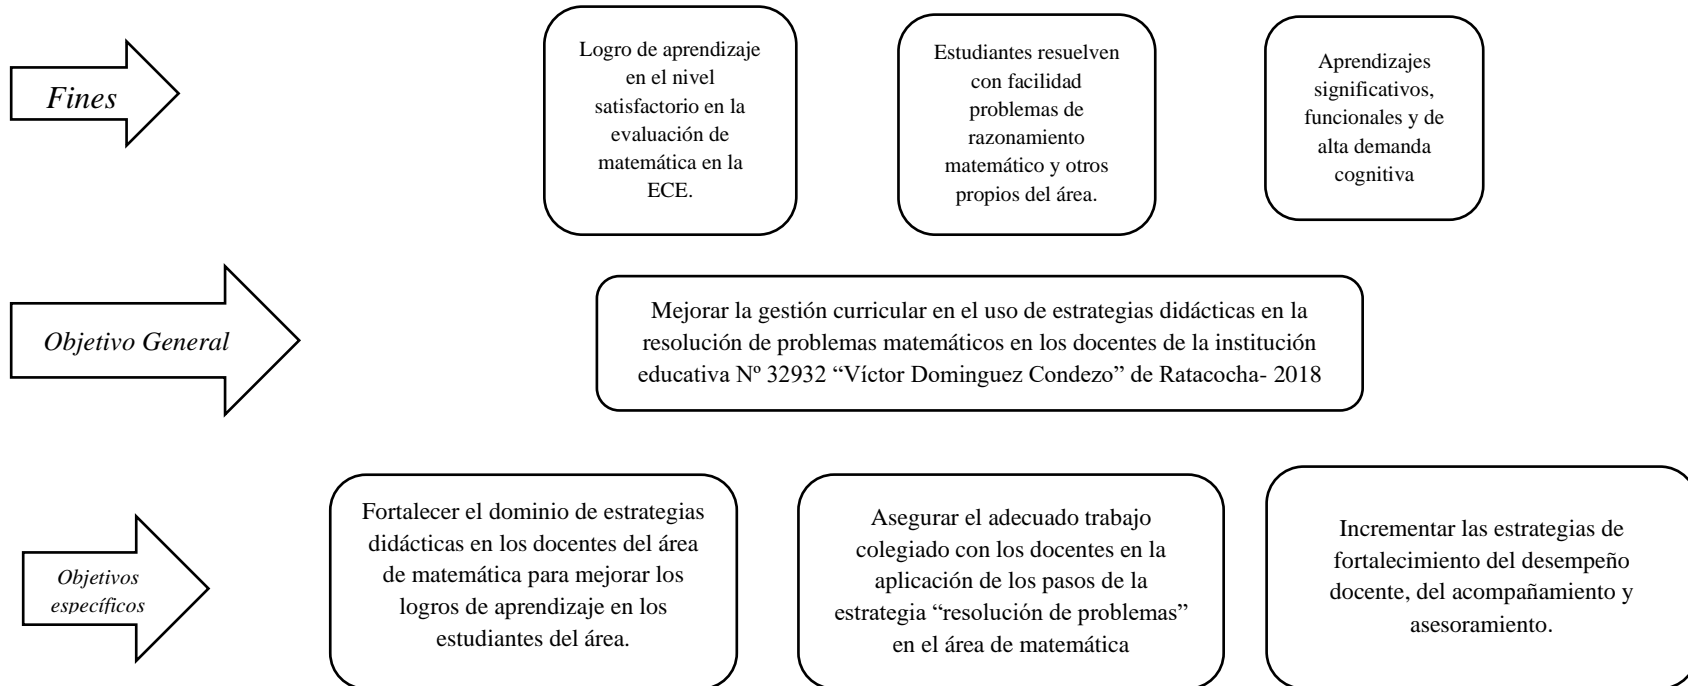 Fines
Logro de aprendizaje
en el nivel
satisfactorio en la
evaluación de
matemática en la
ECE.
Estudiantes resuelven
con facilidad
problemas de
razonamiento
matemático y otros
propios del área.
Aprendizajes
significativos,
funcionales y de
alta demanda
cognitiva
Objetivo General
Mejorar la gestión curricular en el uso de estrategias didácticas en la
resolución de problemas matemáticos en los docentes de la institución
educativa Nº 32932 “Víctor Dominguez Condezo” de Ratacocha- 2018
Objetivos
específicos
Fortalecer el dominio de estrategias
didácticas en los docentes del área
de matemática para mejorar los
logros de aprendizaje en los
estudiantes del área.
Asegurar el adecuado trabajo
colegiado con los docentes en la
aplicación de los pasos de la
estrategia “resolución de problemas”
en el área de matemática
Incrementar las estrategias de
fortalecimiento del desempeño
docente, del acompañamiento y
asesoramiento.